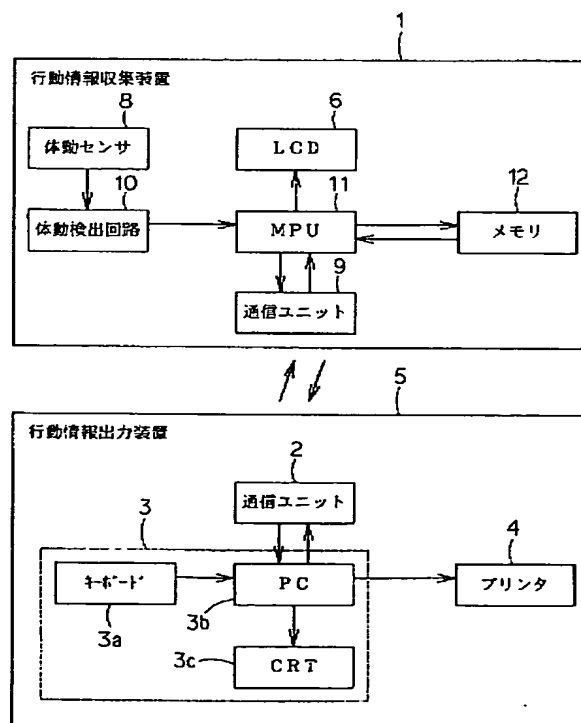 1
行動情報収集装置
8
6
体動センサ
LCD
10
11
12
体動検出回路
MPU
メモリ
9
通信ユニット
5
行動情報出力装置
2
通信ユニット
3
4
キーボード
PC
プリンタ
3a
3b
3c
CRT